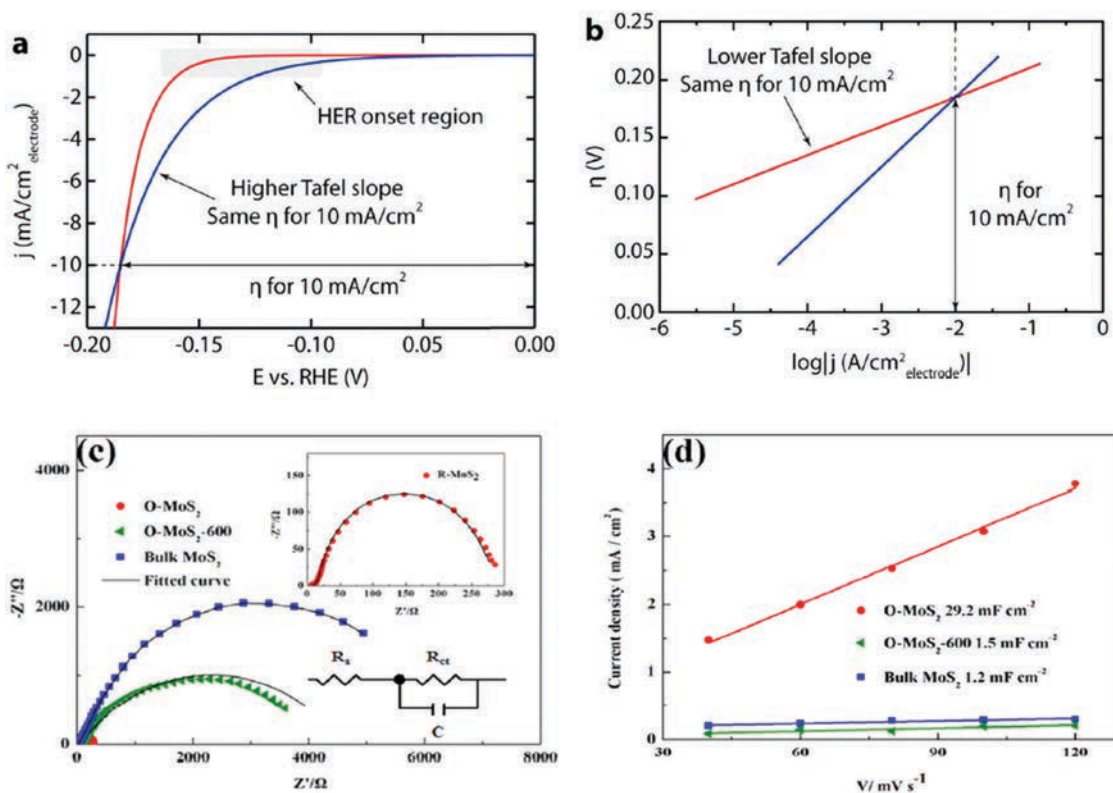 a
0
-2
-4
-6
-8
-10
-12
j (mA/cm²electrode)
HER onset region
Higher Tafel slope
Same η for 10 mA/cm²
η for 10 mA/cm²
-0.20
-0.15
-0.10
-0.05
0.00
E vs. RHE (V)
b
0.25
0.20
0.15
0.10
0.05
0.00
η (V)
Lower Tafel slope
Same η for 10 mA/cm²
η for
10 mA/cm²
-6
-5
-4
-3
-2
-1
0
log|j (A/cm²electrode)|
(c)
4000
2000
0
-Z''/Ω
O-MoS₂
O-MoS₂-600
Bulk MoS₂
Fitted curve
150
100
50
0
-Z''/Ω
R-MoS₂
0
50
100
150
200
250
300
Z'/Ω
Rs
Rct
C
0
2000
4000
6000
8000
Z'/Ω
(d)
4
3
2
1
0
Current density ( mA / cm²)
O-MoS₂ 29.2 mF cm⁻²
O-MoS₂-600 1.5 mF cm⁻²
Bulk MoS₂ 1.2 mF cm⁻²
30
60
90
120
V/ mV s⁻¹